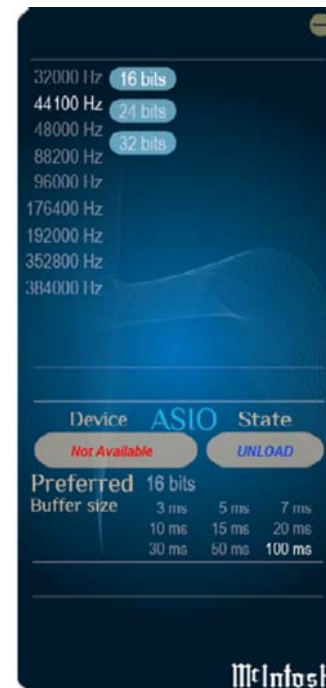 32000 Hz 16 bits
44100 Hz 24 bits
48000 Hz 32 bits
88200 Hz
96000 Hz
176400 Hz
192000 Hz
352800 Hz
384000 Hz
Device ASIO State
Not Available UNLOAD
Preferred 16 bits
Buffer size 3 ms 5 ms 7 ms
10 ms 15 ms 20 ms
30 ms 50 ms 100 ms
McIntosh